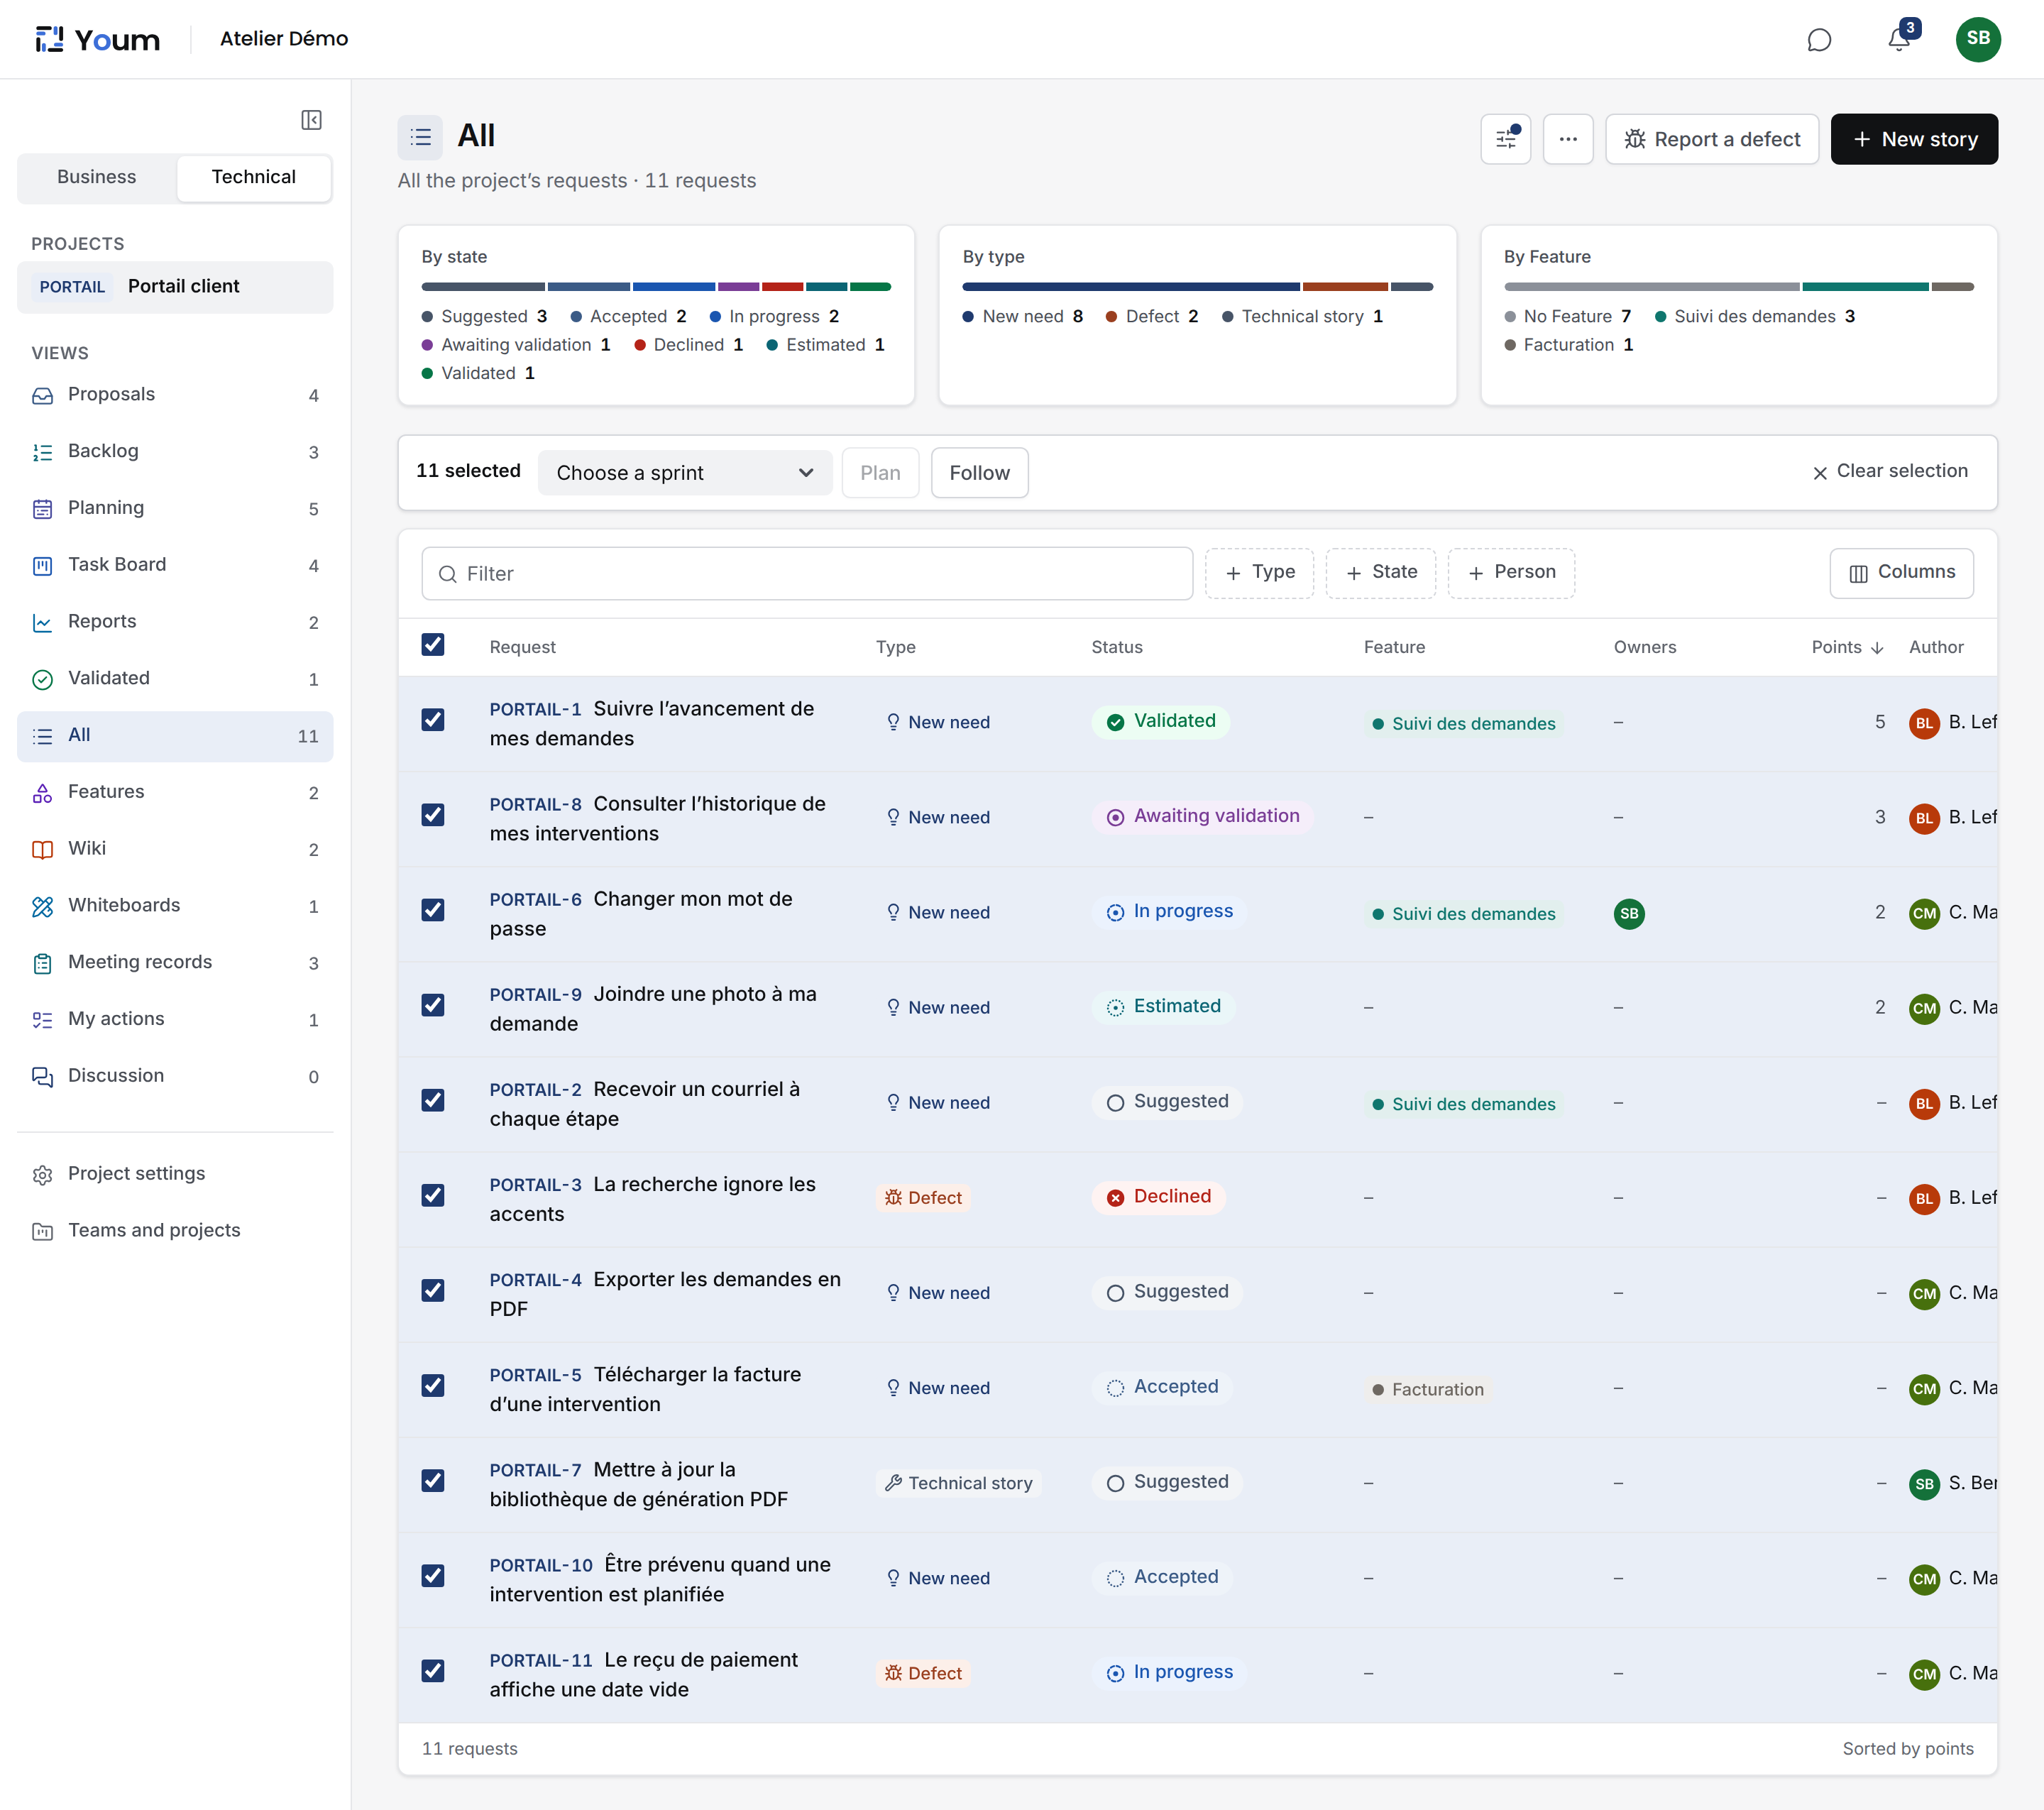 Youm
Atelier Démo
3
SB
Business
Technical
PROJECTS
PORTAIL Portail client
VIEWS
Proposals 4
Backlog 3
Planning 5
Task Board 4
Reports 2
Validated 1
All 11
Features 2
Wiki 2
Whiteboards 1
Meeting records 3
My actions 1
Discussion 0
Project settings
Teams and projects
All
All the project’s requests · 11 requests
Report a defect
New story
By state
Suggested 3 Accepted 2 In progress 2
Awaiting validation 1 Declined 1 Estimated 1
Validated 1
By type
New need 8 Defect 2 Technical story 1
By Feature
No Feature 7 Suivi des demandes 3
Facturation 1
11 selected Choose a sprint Plan Follow Clear selection
Filter Type State Person Columns
Request Type Status Feature Owners Points Author
PORTAIL-1 Suivre l’avancement de
mes demandes
New need Validated Suivi des demandes – 5 BL B. Lef
PORTAIL-8 Consulter l’historique de
mes interventions
New need Awaiting validation – – 3 BL B. Lef
PORTAIL-6 Changer mon mot de
passe
New need In progress Suivi des demandes SB 2 CM C. Ma
PORTAIL-9 Joindre une photo à ma
demande
New need Estimated – – 2 CM C. Ma
PORTAIL-2 Recevoir un courriel à
chaque étape
New need Suggested Suivi des demandes – – BL B. Lef
PORTAIL-3 La recherche ignore les
accents
Defect Declined – – – BL B. Lef
PORTAIL-4 Exporter les demandes en
PDF
New need Suggested – – – CM C. Ma
PORTAIL-5 Télécharger la facture
d’une intervention
New need Accepted Facturation – – CM C. Ma
PORTAIL-7 Mettre à jour la
bibliothèque de génération PDF
Technical story Suggested – – – SB S. Ber
PORTAIL-10 Être prévenu quand une
intervention est planifiée
New need Accepted – – – CM C. Ma
PORTAIL-11 Le reçu de paiement
affiche une date vide
Defect In progress – – – CM C. Ma
11 requests
Sorted by points